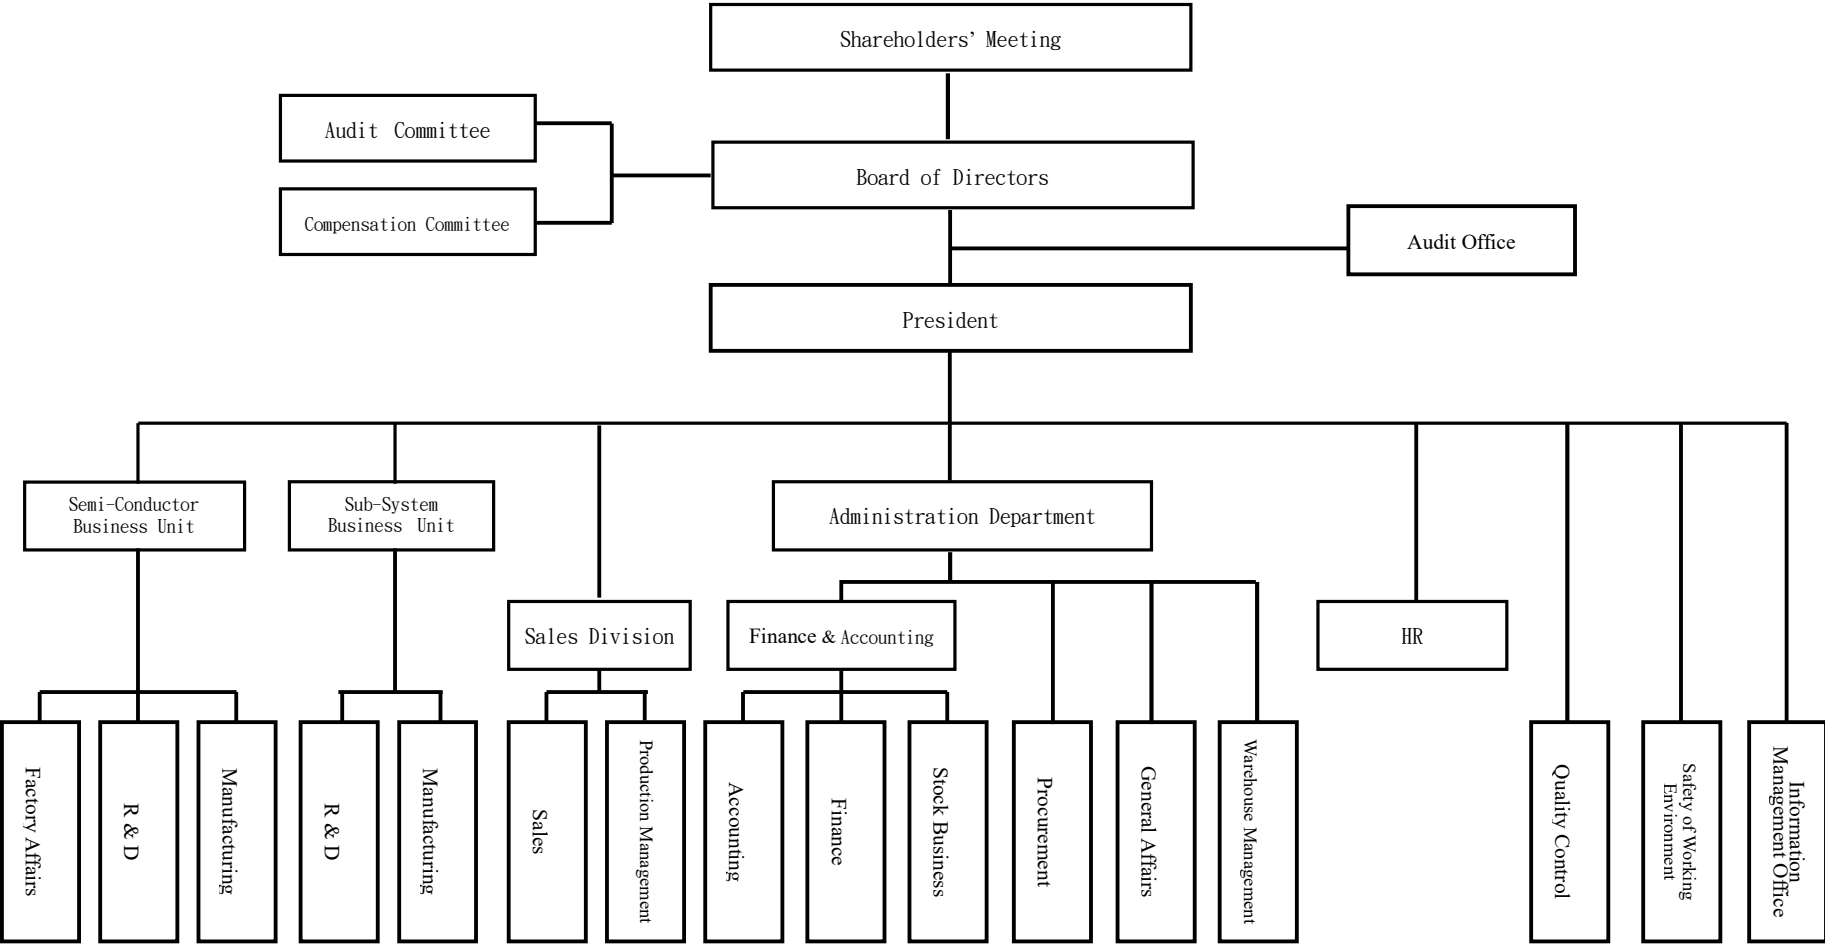 Shareholders’ Meeting
Audit Committee
Board of Directors
Compensation Committee
Audit Office
President
Semi-Conductor
Business Unit
Sub-System
Business Unit
Administration Department
Sales Division
Finance & Accounting
HR
Factory Affairs
R & D
Manufacturing
R & D
Manufacturing
Sales
Production Management
Accounting
Finance
Stock Business
Procurement
General Affairs
Warehouse Management
Quality Control
Safety of Working
Environment
Information
Management Office